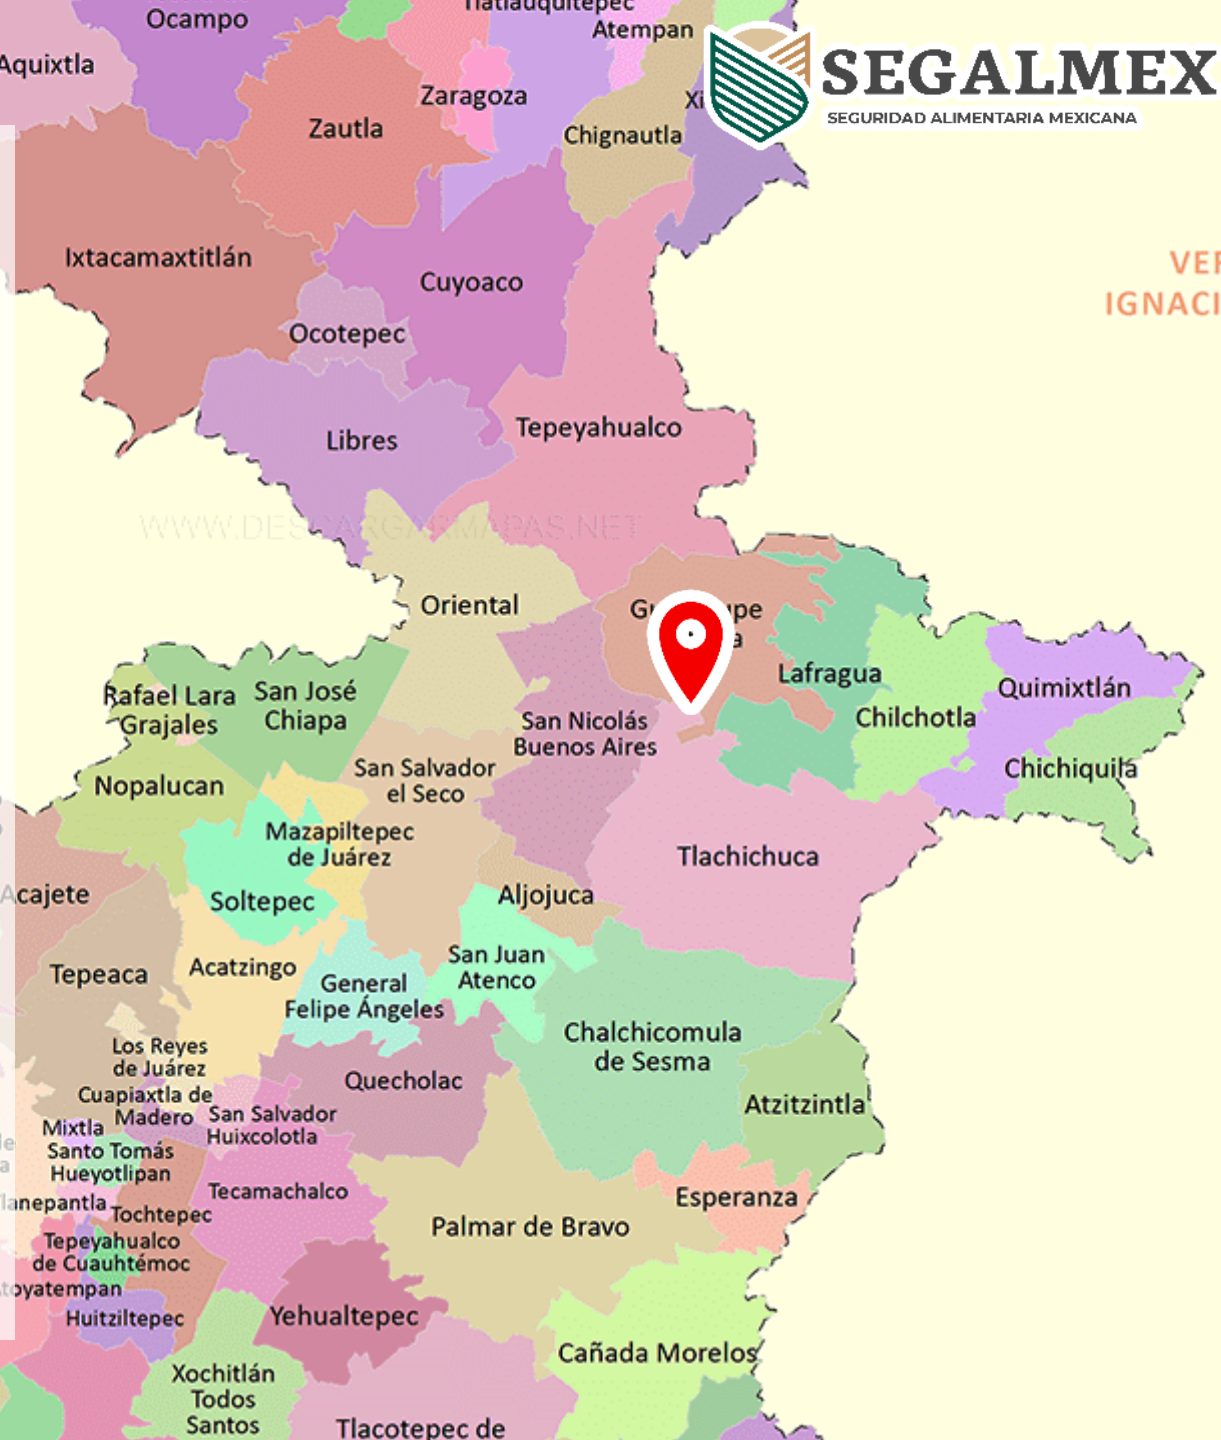 Ocampo
Tlatlauquitepec
Atempan
Aquixtla
Zaragoza
Zautla
Chignautla
SEGALMEX
SEGURIDAD ALIMENTARIA MEXICANA
Ixtacamaxtitlán
Cuyoaco
IGNACI
Ocotepec
Libres
Tepeyahualco
WWW.DESCARGARMAPAS.NET
Oriental
Lafragua
Quimixtlán
Rafael Lara
Grajales
San José
Chiapa
San Nicolás
Buenos Aires
Chilchotla
Chichiquila
San Salvador
el Seco
Nopalucan
Mazapiltepec
de Juárez
Tlachichuca
Acajete
Soltepec
Aljojuca
Tepeaca
Acatzingo
San Juan
Atenco
General
Felipe Ángeles
Chalchicomula
de Sesma
Los Reyes
de Juárez
Quecholac
Cuapiaxtla de
Madero
Atzitzintla
San Salvador
Huixcolotla
Mixtla
Santo Tomás
Hueyotlipan
Tecamachalco
Esperanza
lanepantla
Tochtepec
Palmar de Bravo
Tepeyahualco
de Cuauhtémoc
toyatempan
Huitziltepec
Yehualtepec
Cañada Morelos
Xochitlán
Todos
Santos
Tlacotepec de